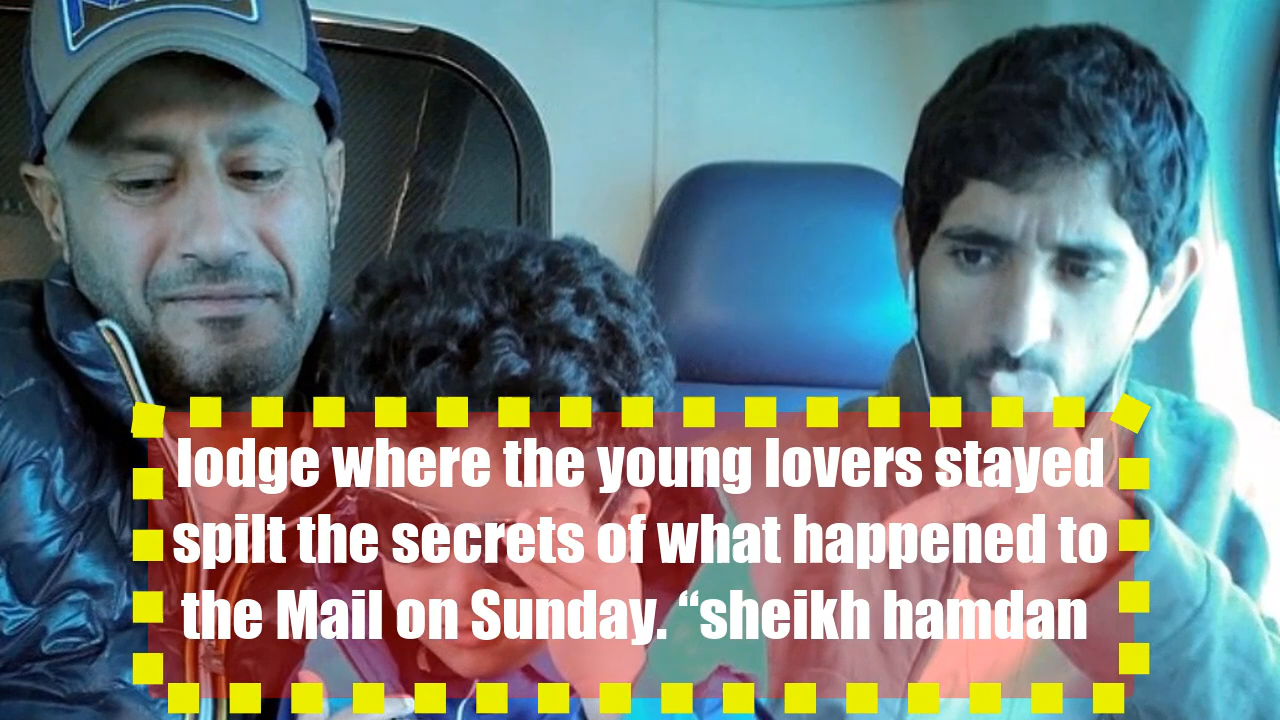 lodge where the young lovers stayed
spilt the secrets of what happened to
the Mail on Sunday. “sheikh hamdan